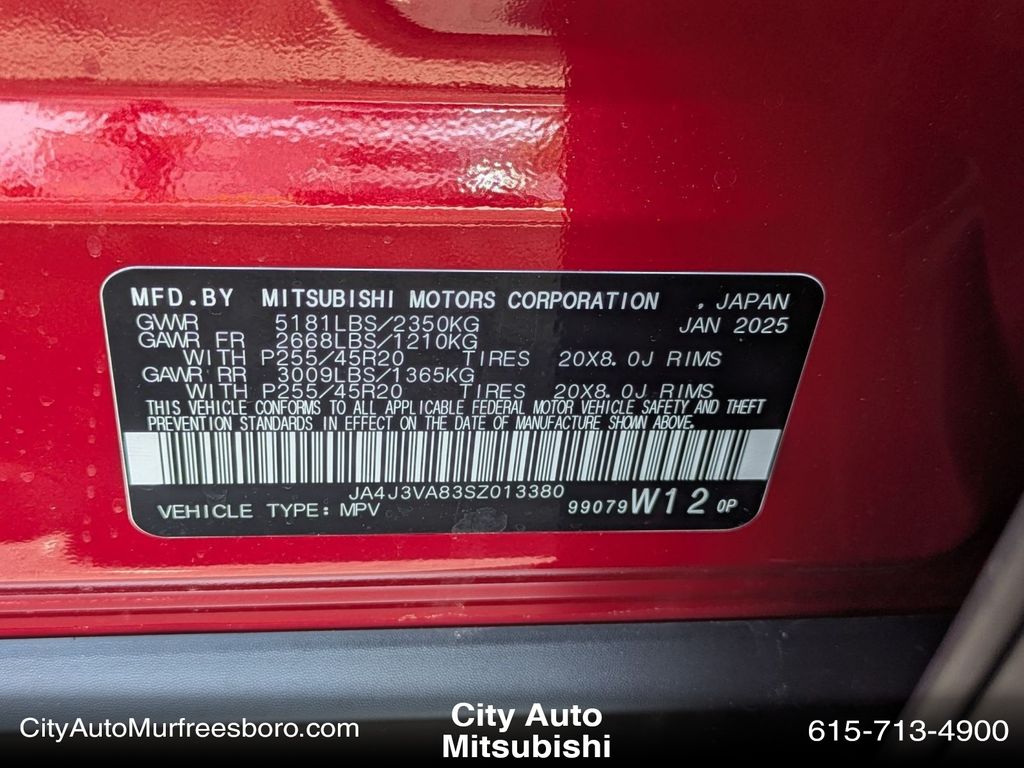 MFD.BY MITSUBISHI MOTORS CORPORATION . JAPAN
GVWR 5181LBS/2350KG JAN 2025
GAWR FR 2668LBS/1210KG
WITH P255/45R20 TIRES 20X8.0J RIMS
GAWR RR 3009LBS/1365KG
WITH P255/45R20 TIRES 20X8.0J RIMS
THIS VEHICLE CONFORMS TO ALL APPLICABLE FEDERAL MOTOR VEHICLE SAFETY AND THEFT
PREVENTION STANDARDS IN EFFECT ON THE DATE OF MANUFACTURE SHOWN ABOVE.
JA4J3VA83SZ013380
VEHICLE TYPE: MPV 99079 W12 OP
CityAutoMurfreesboro.com
City Auto
Mitsubishi
615-713-4900